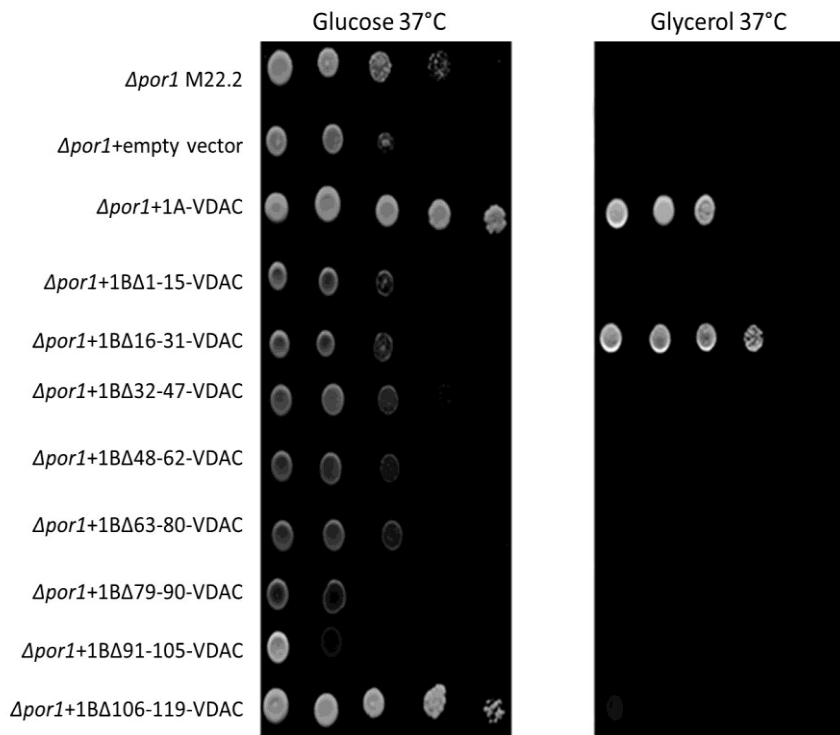 Glucose 37°C
Glycerol 37°C
Δpor1 M22.2
Δpor1+empty vector
Δpor1+1A-VDAC
Δpor1+1BΔ1-15-VDAC
Δpor1+1BΔ16-31-VDAC
Δpor1+1BΔ32-47-VDAC
Δpor1+1BΔ48-62-VDAC
Δpor1+1BΔ63-80-VDAC
Δpor1+1BΔ79-90-VDAC
Δpor1+1BΔ91-105-VDAC
Δpor1+1BΔ106-119-VDAC